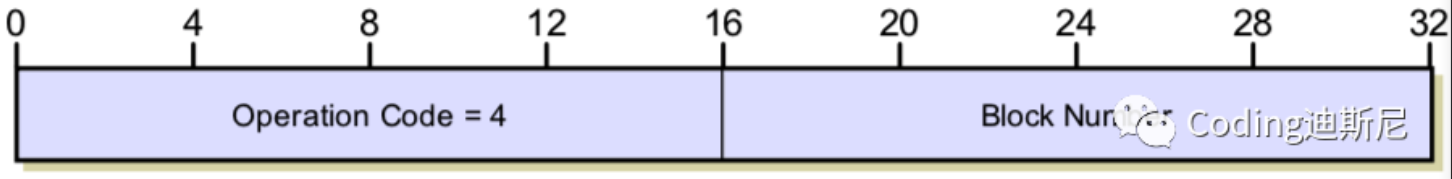 0 4 8 12 16 20 24 28 32
Operation Code = 4 Block Number
Coding迪斯尼